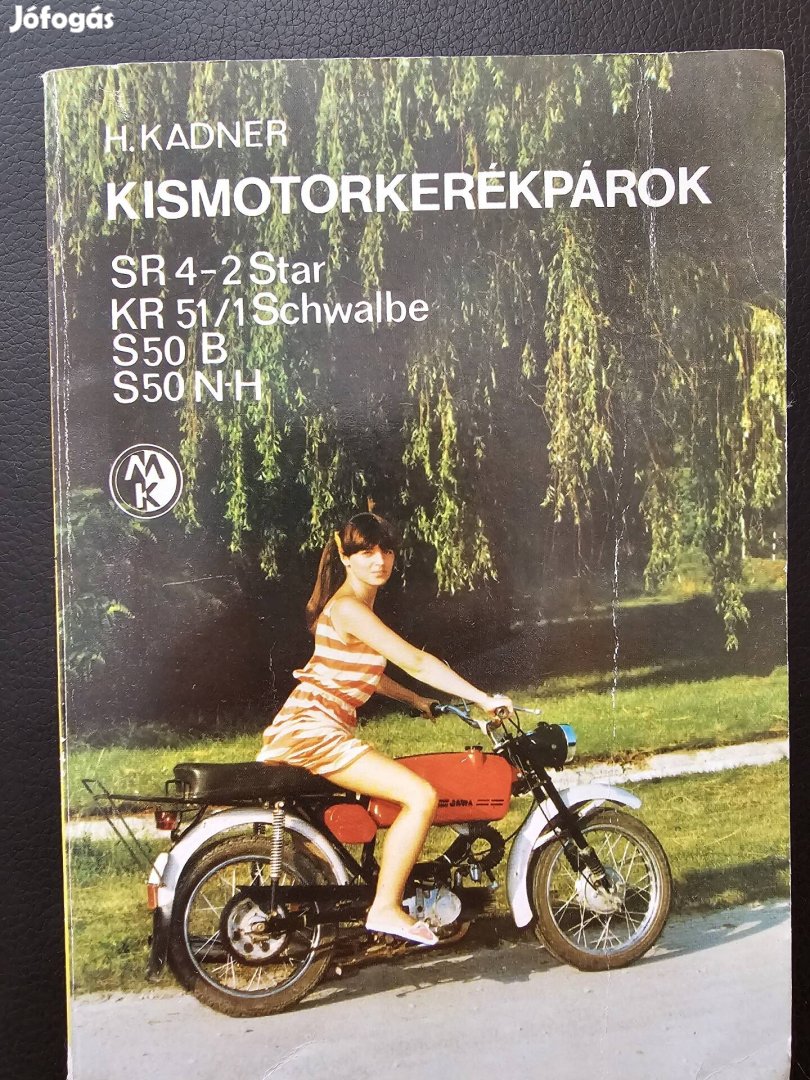 Jófogás
H. KADNER
KISMOTORKERÉKPÁROK
SR 4-2 Star
KR 51/1 Schwalbe
S50 B
S50 N-H
MK
JAWA